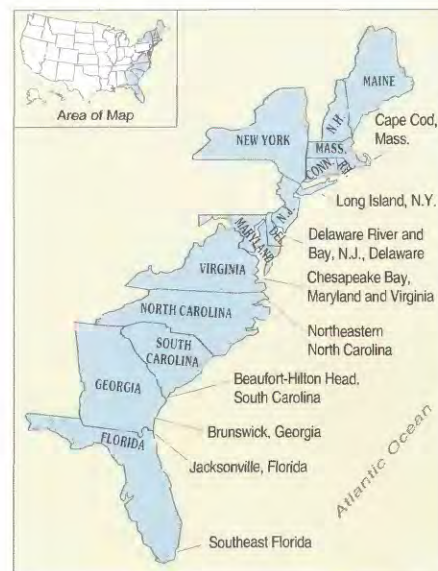 Area of Map
MAINE
N.H.
Cape Cod,
Mass.
NEW YORK
MASS.
CONN.
R.I.
Long Island, N.Y.
N.J.
MARYLAND
DEL.
Delaware River and
Bay, N.J., Delaware
VIRGINIA
Chesapeake Bay,
Maryland and Virginia
NORTH CAROLINA
Northeastern
North Carolina
SOUTH
CAROLINA
Beaufort-Hilton Head,
South Carolina
GEORGIA
Brunswick, Georgia
FLORIDA
Jacksonville, Florida
Atlantic Ocean
Southeast Florida